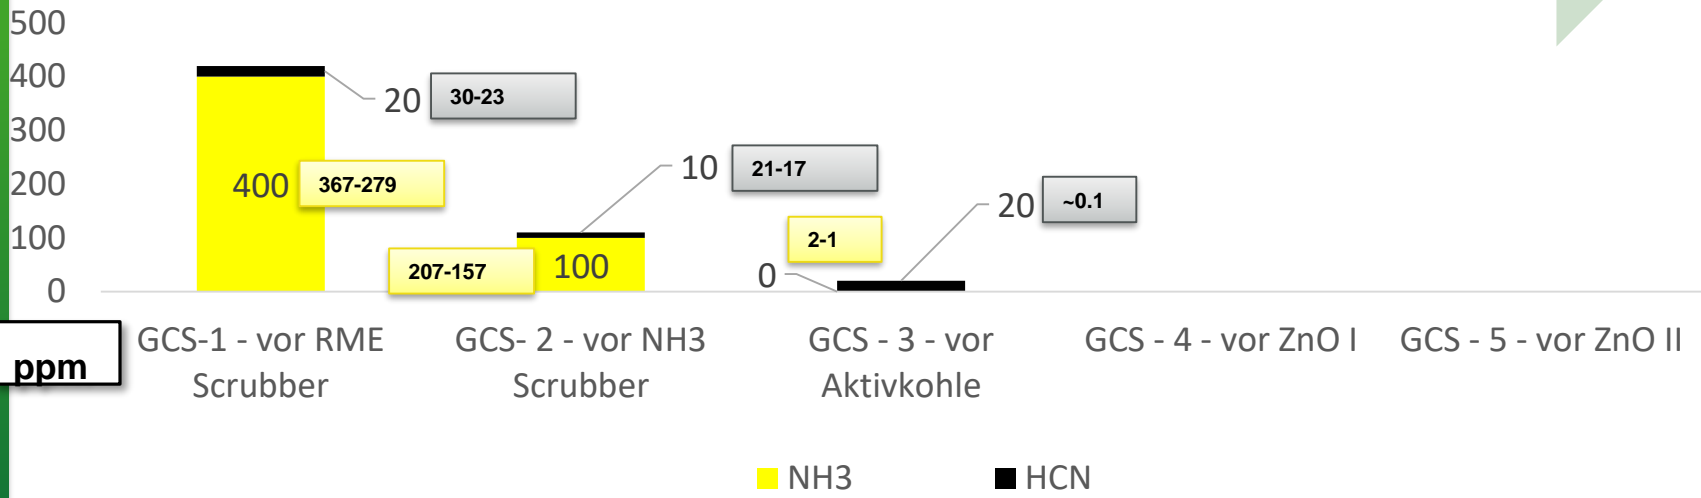 500
400
300
200
100
0
ppm
20
30-23
400
367-279
10
21-17
207-157
100
20
~0.1
2-1
0
GCS-1 - vor RME
Scrubber
GCS- 2 - vor NH3
Scrubber
GCS - 3 - vor
Aktivkohle
GCS - 4 - vor ZnO I
GCS - 5 - vor ZnO II
NH3
HCN